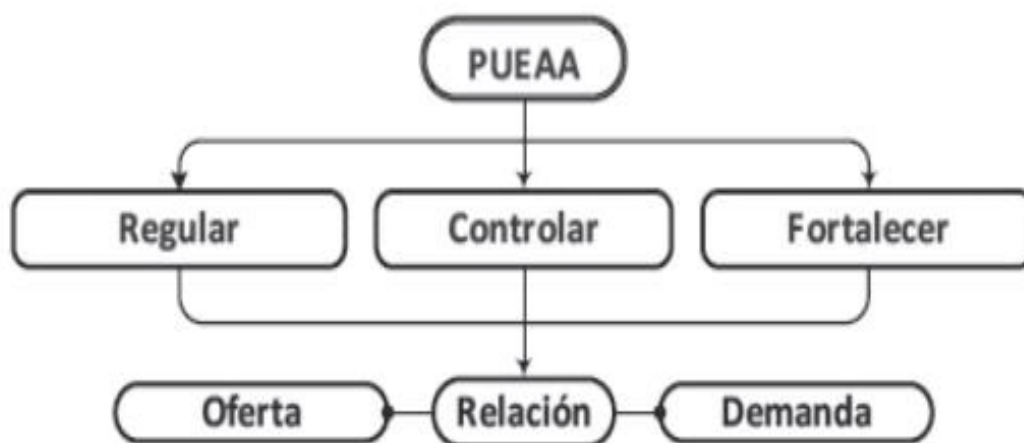 PUEAA
Regular
Controlar
Fortalecer
Oferta
Relación
Demanda